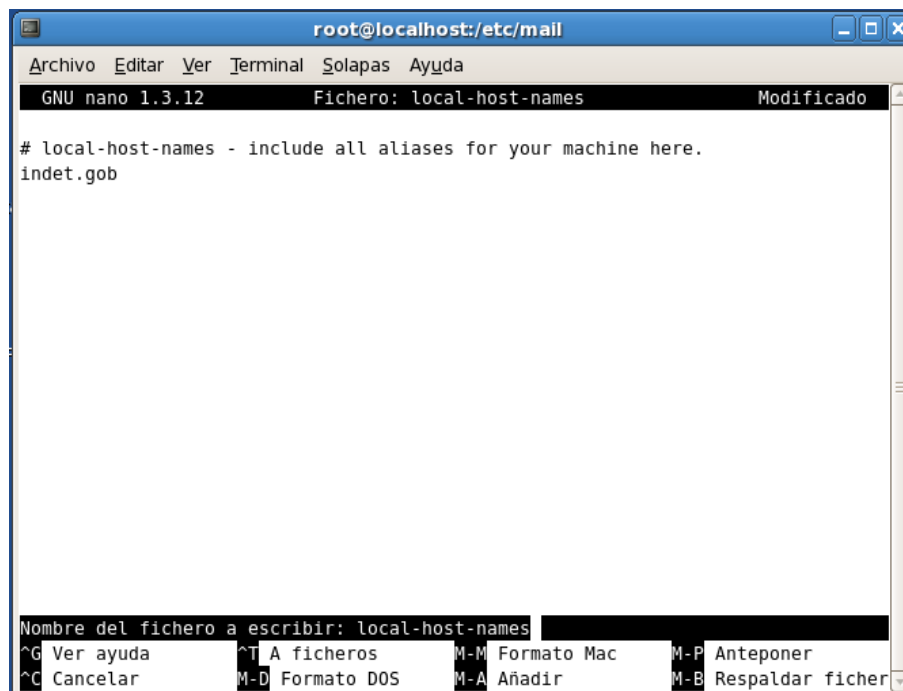 root@localhost:/etc/mail
Archivo Editar Ver Terminal Solapas Ayuda
GNU nano 1.3.12 Fichero: local-host-names Modificado
# local-host-names - include all aliases for your machine here.
indet.gob
Nombre del fichero a escribir: local-host-names
^G Ver ayuda ^T A ficheros M-M Formato Mac M-P Anteponer
^C Cancelar M-D Formato DOS M-A Añadir M-B Respaldar ficher